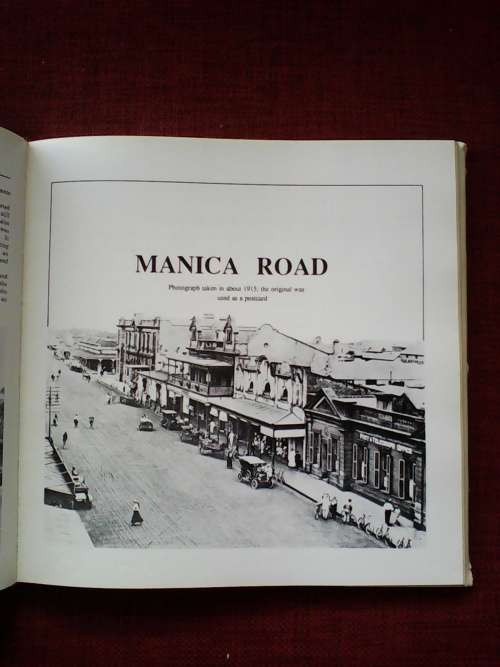 MANICA ROAD
Photograph taken in about 1915; the original was
used as a postcard